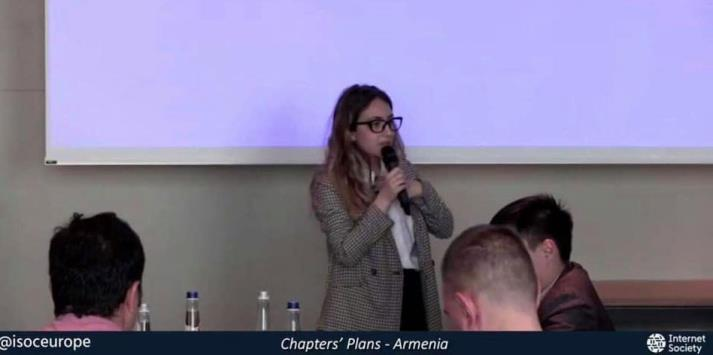 @isoceurope
Chapters' Plans - Armenia
Internet
Society